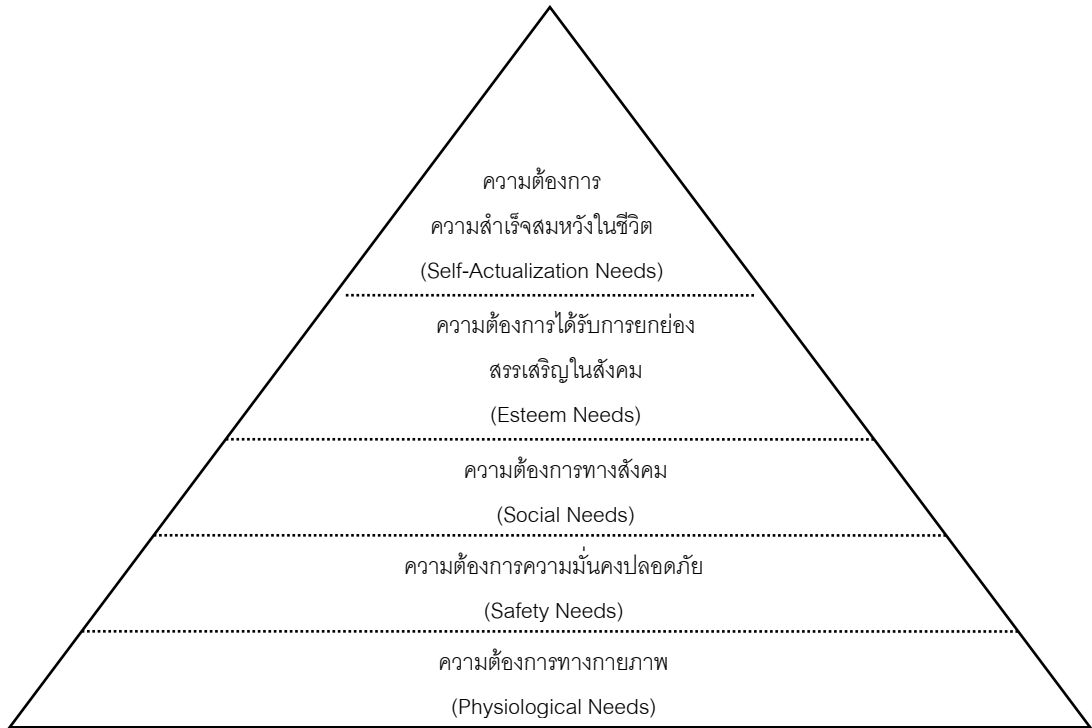 ความต้องการ
ความสำเร็จสมหวังในชีวิต
(Self-Actualization Needs)
ความต้องการได้รับการยกย่อง
สรรเสริญในสังคม
(Esteem Needs)
ความต้องการทางสังคม
(Social Needs)
ความต้องการความมั่นคงปลอดภัย
(Safety Needs)
ความต้องการทางกายภาพ
(Physiological Needs)